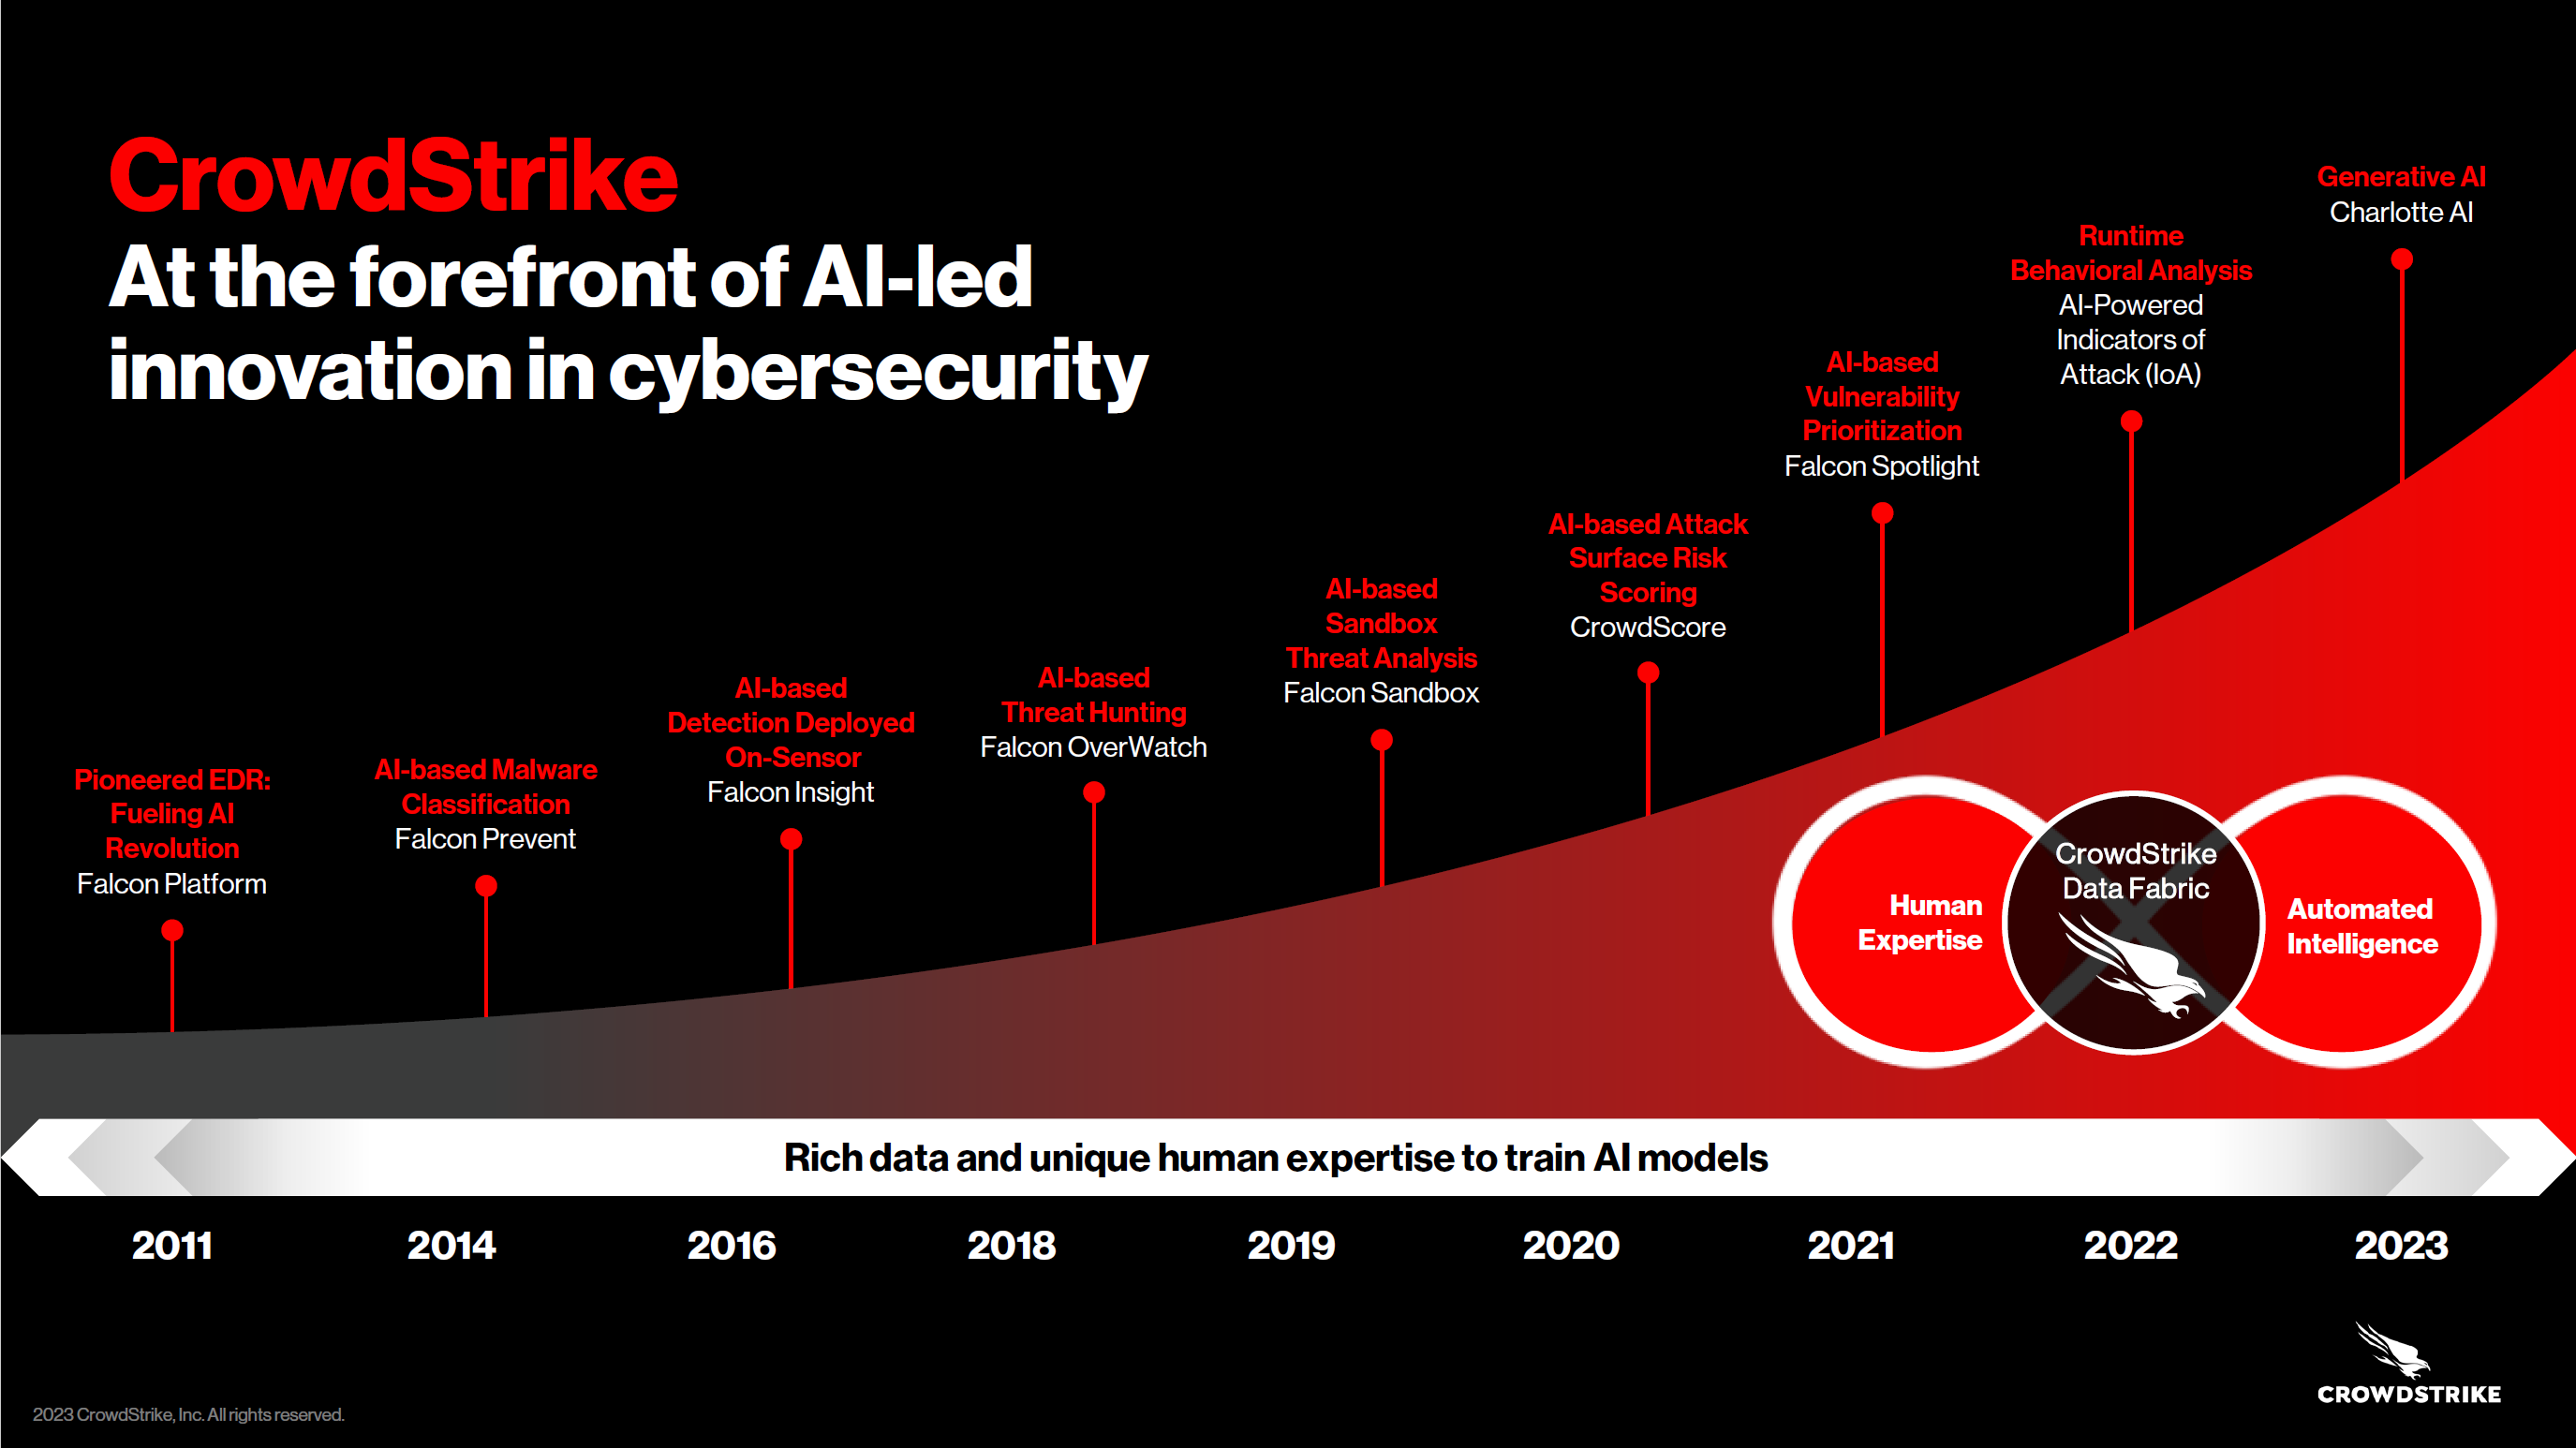 CrowdStrike
At the forefront of AI-led
innovation in cybersecurity
Pioneered EDR:
Fueling AI
Revolution
Falcon Platform
AI-based Malware
Classification
Falcon Prevent
AI-based
Detection Deployed
On-Sensor
Falcon Insight
AI-based
Threat Hunting
Falcon OverWatch
AI-based
Sandbox
Threat Analysis
Falcon Sandbox
AI-based Attack
Surface Risk
Scoring
CrowdScore
AI-based
Vulnerability
Prioritization
Falcon Spotlight
Runtime
Behavioral Analysis
AI-Powered
Indicators of
Attack (IoA)
Generative AI
Charlotte AI
Human
Expertise
CrowdStrike
Data Fabric
Automated
Intelligence
Rich data and unique human expertise to train AI models
2011
2014
2016
2018
2019
2020
2021
2022
2023
2023 CrowdStrike, Inc. All rights reserved.
CROWDSTRIKE